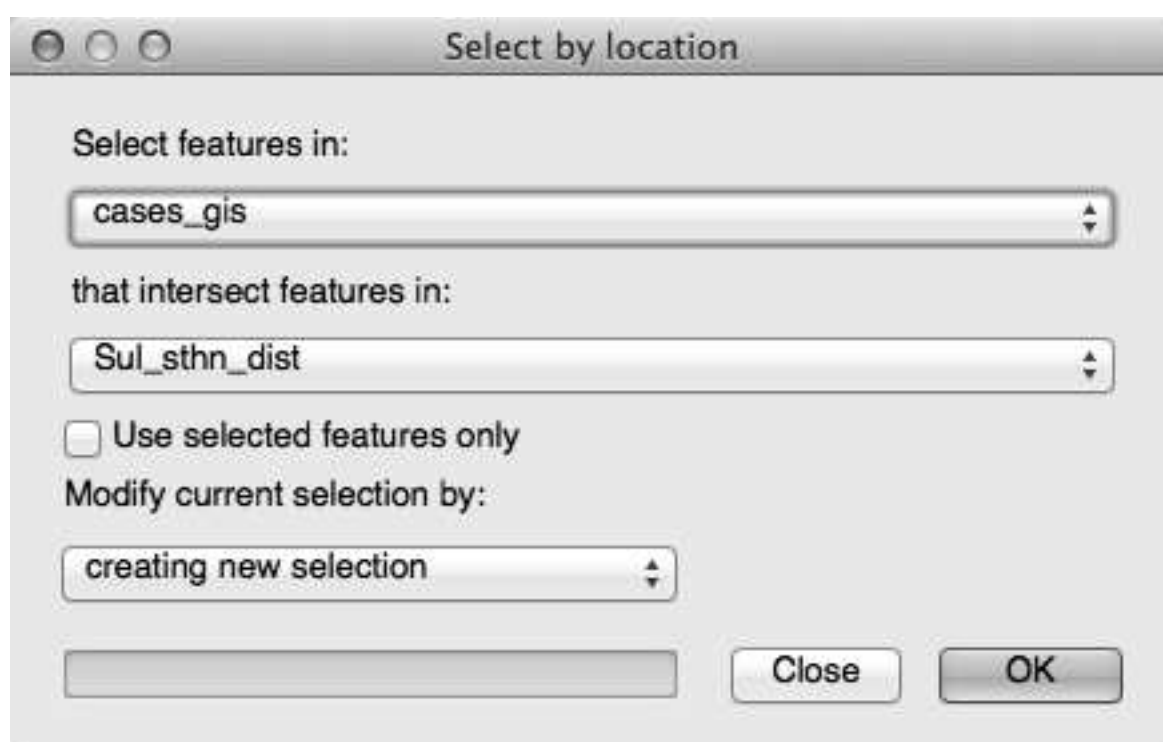 Select by location
Select features in:
cases_gis
that intersect features in:
Sul_sthn_dist
Use selected features only
Modify current selection by:
creating new selection
Close OK